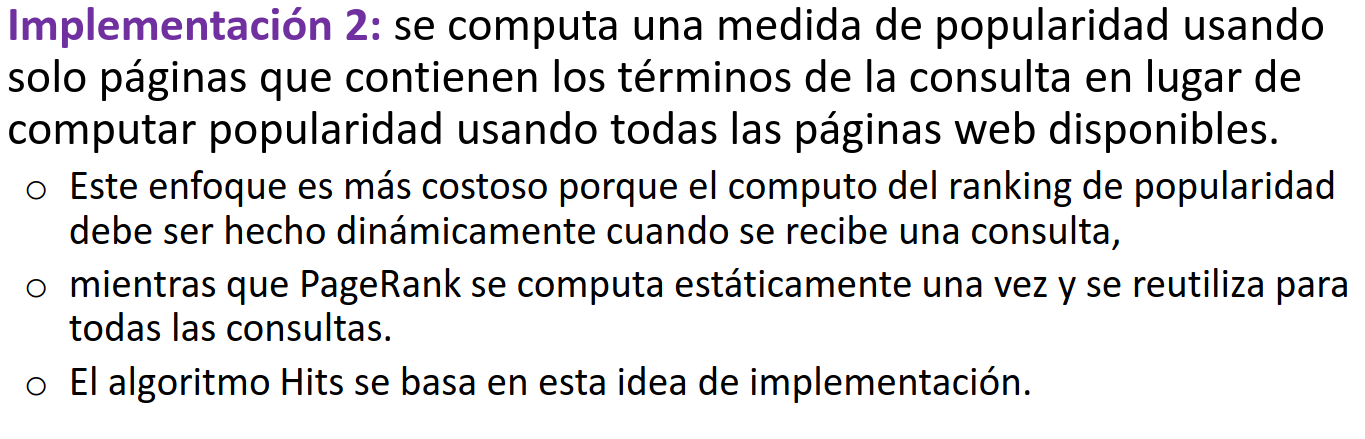 Implementación 2: se computa una medida de popularidad usando
solo páginas que contienen los términos de la consulta en lugar de
computar popularidad usando todas las páginas web disponibles.
o Este enfoque es más costoso porque el computo del ranking de popularidad
debe ser hecho dinámicamente cuando se recibe una consulta,
o mientras que PageRank se computa estáticamente una vez y se reutiliza para
todas las consultas.
o El algoritmo Hits se basa en esta idea de implementación.